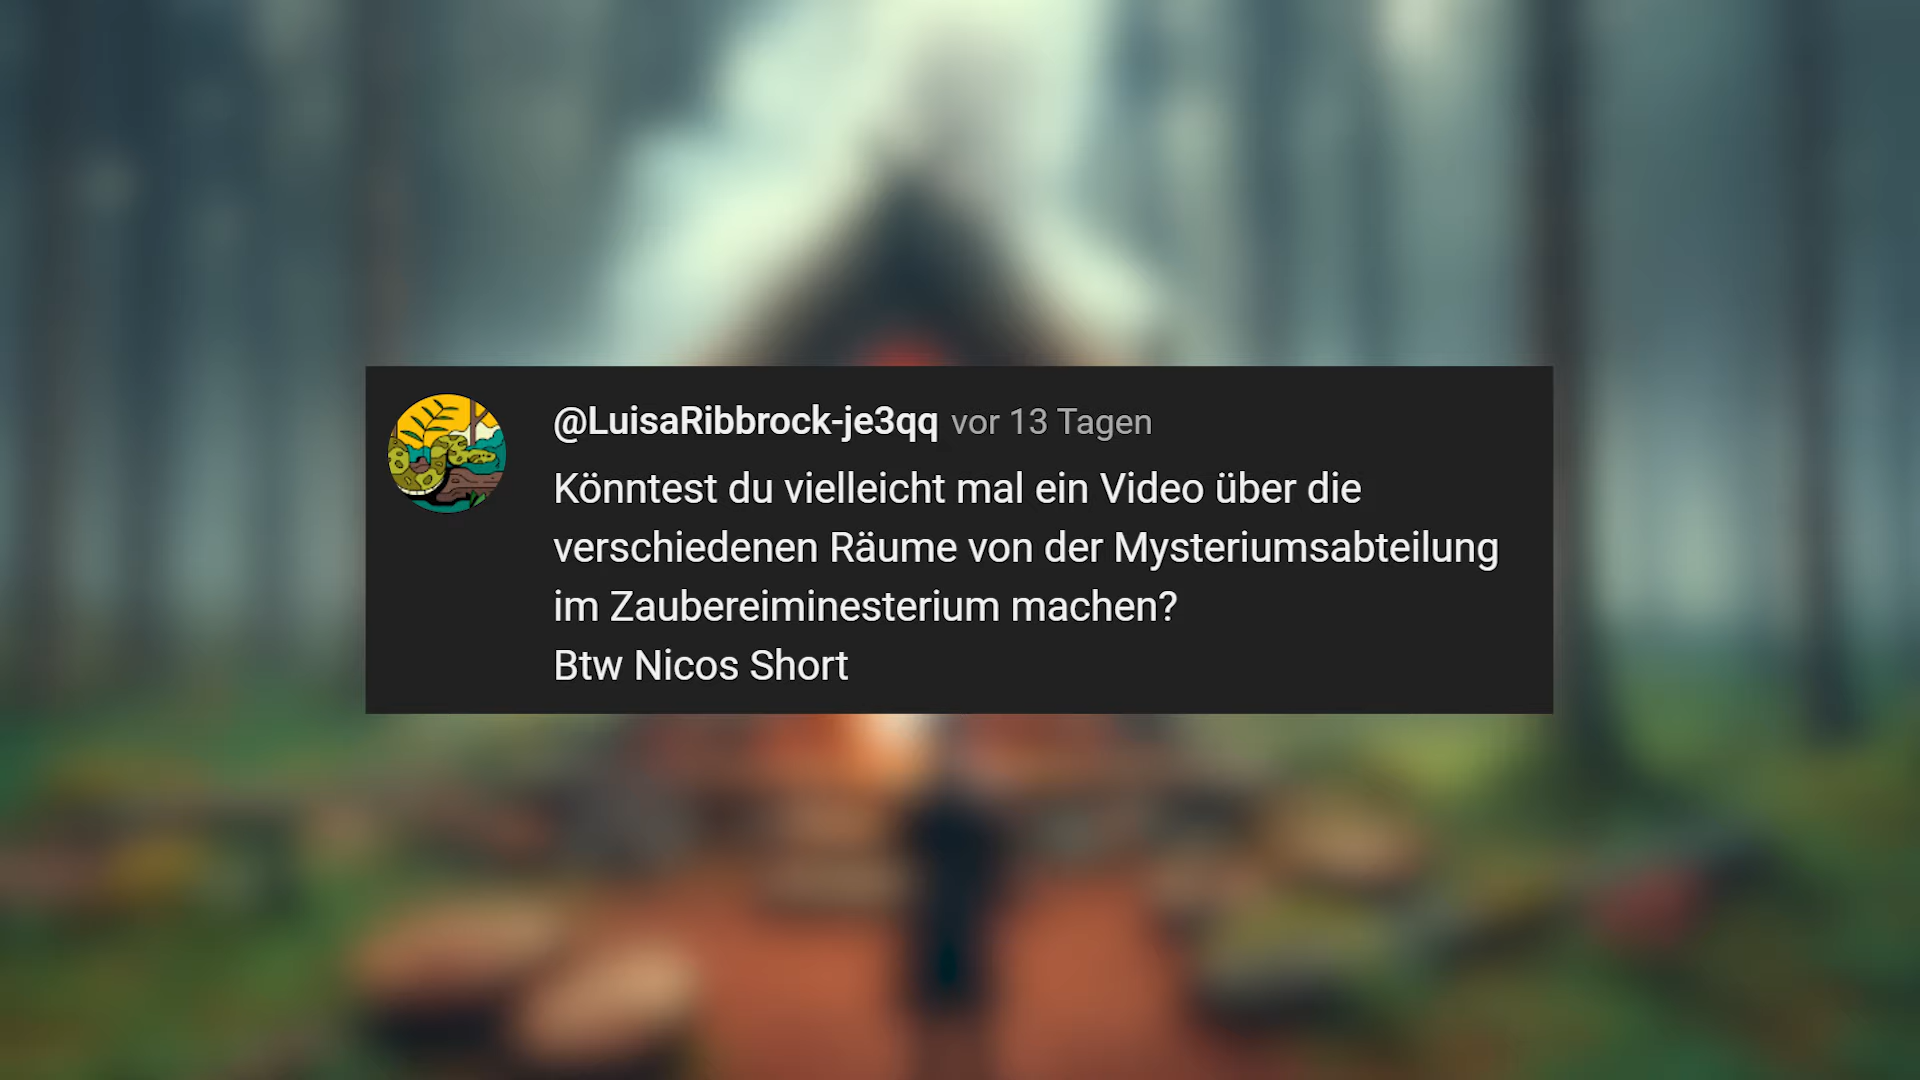 @LuisaRibbrock-je3qq vor 13 Tagen
Könntest du vielleicht mal ein Video über die
verschiedenen Räume von der Mysteriumsabteilung
im Zaubereiminesterium machen?
Btw Nicos Short